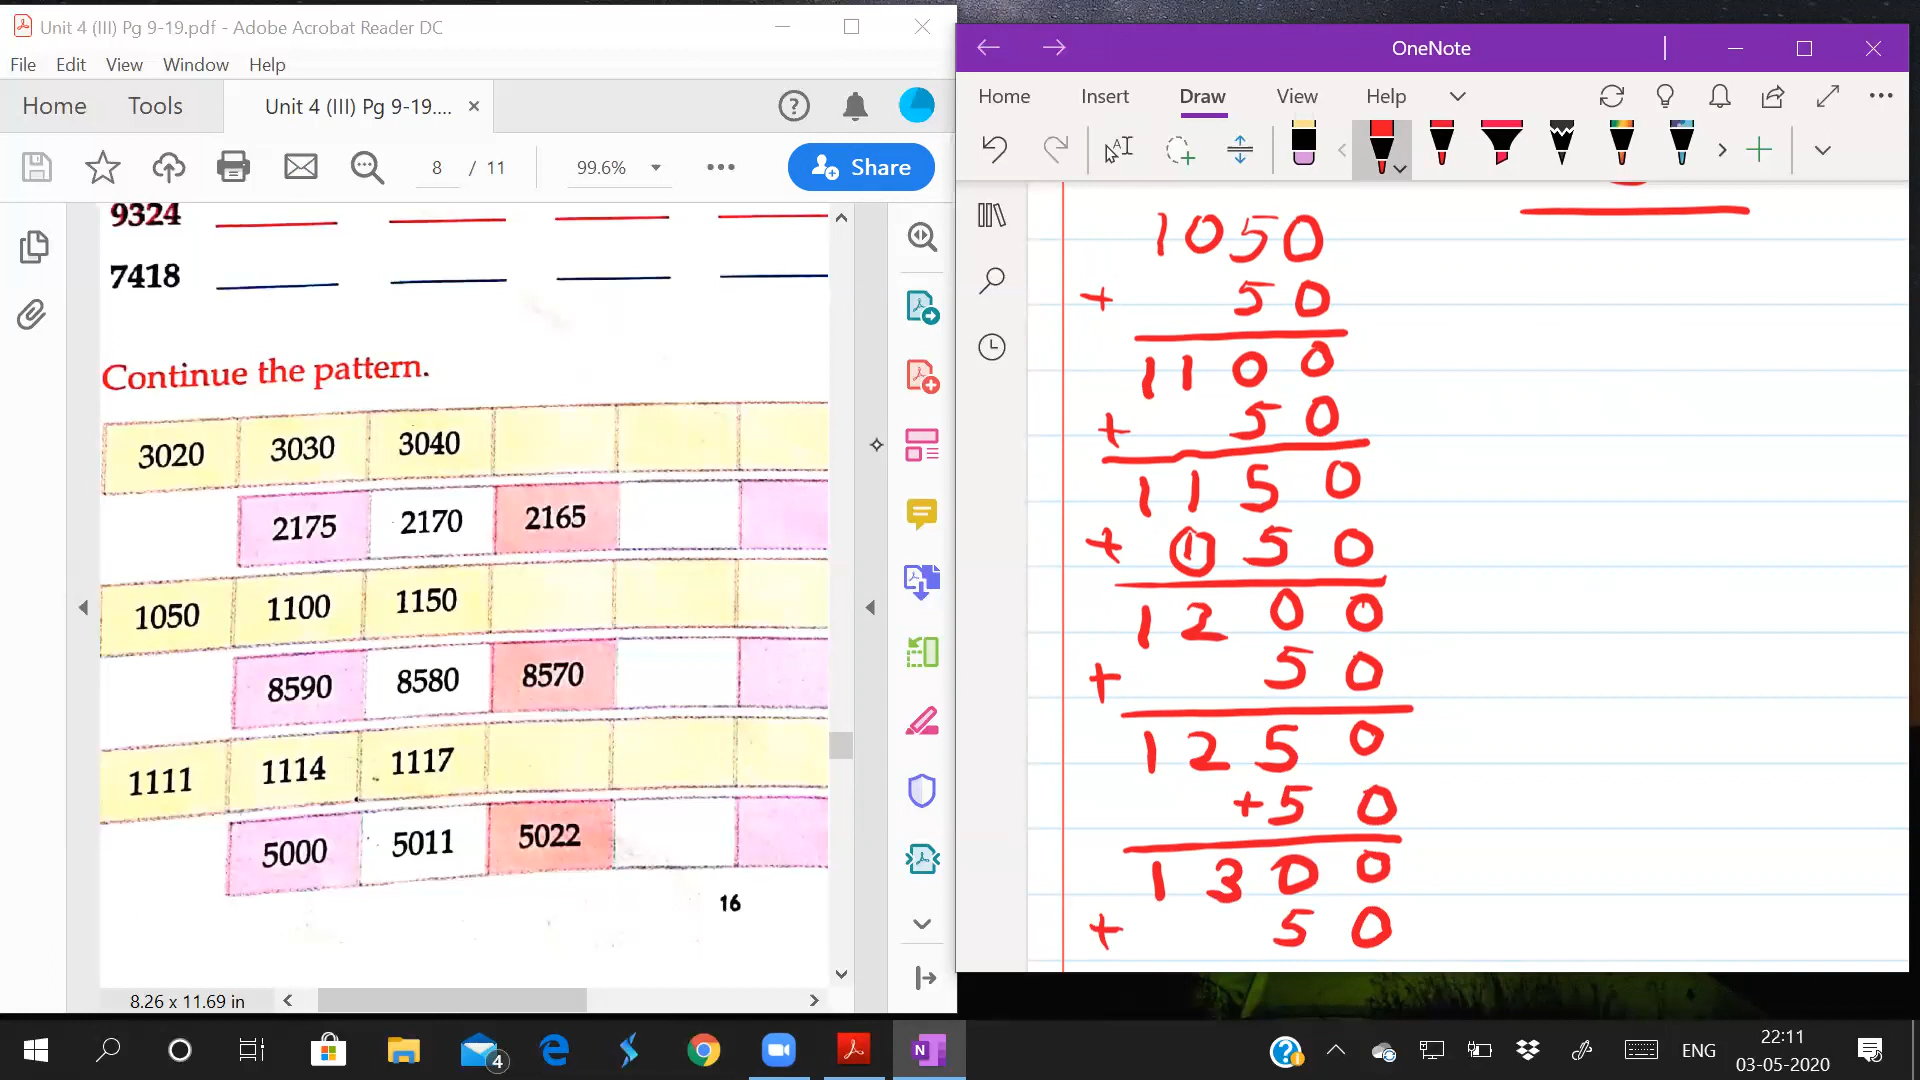 Unit 4 (III) Pg 9-19.pdf - Adobe Acrobat Reader DC
File Edit View Window Help
Home Tools Unit 4 (III) Pg 9-19.... ×
8 / 11 99.6% Share
9324
7418
Continue the pattern.
3020 3030 3040
2175 2170 2165
1050 1100 1150
8590 8580 8570
1111 1114 1117
5000 5011 5022
16
8.26 x 11.69 in
OneNote
Home Insert Draw View Help
1050
+ 50
1100
+ 50
1150
+ 50
1200
+ 50
1250
+50
1300
+ 50
4
N
ENG
22:11
03-05-2020